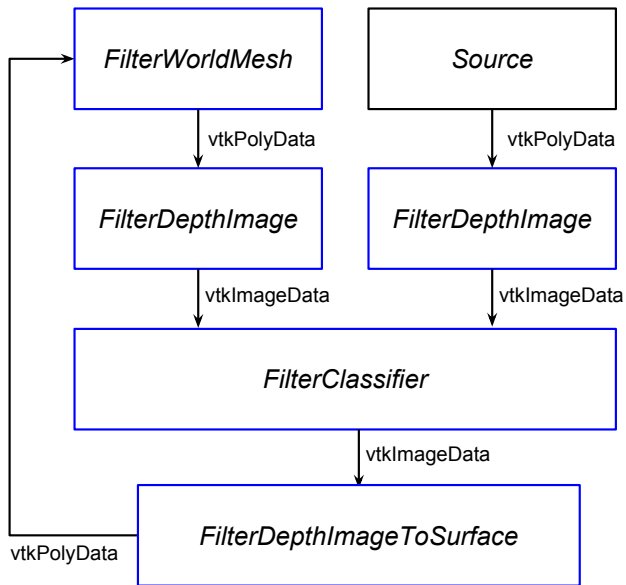 FilterWorldMesh
Source
vtkPolyData
vtkPolyData
FilterDepthImage
FilterDepthImage
vtkImageData
vtkImageData
FilterClassifier
vtkImageData
FilterDepthImageToSurface
vtkPolyData